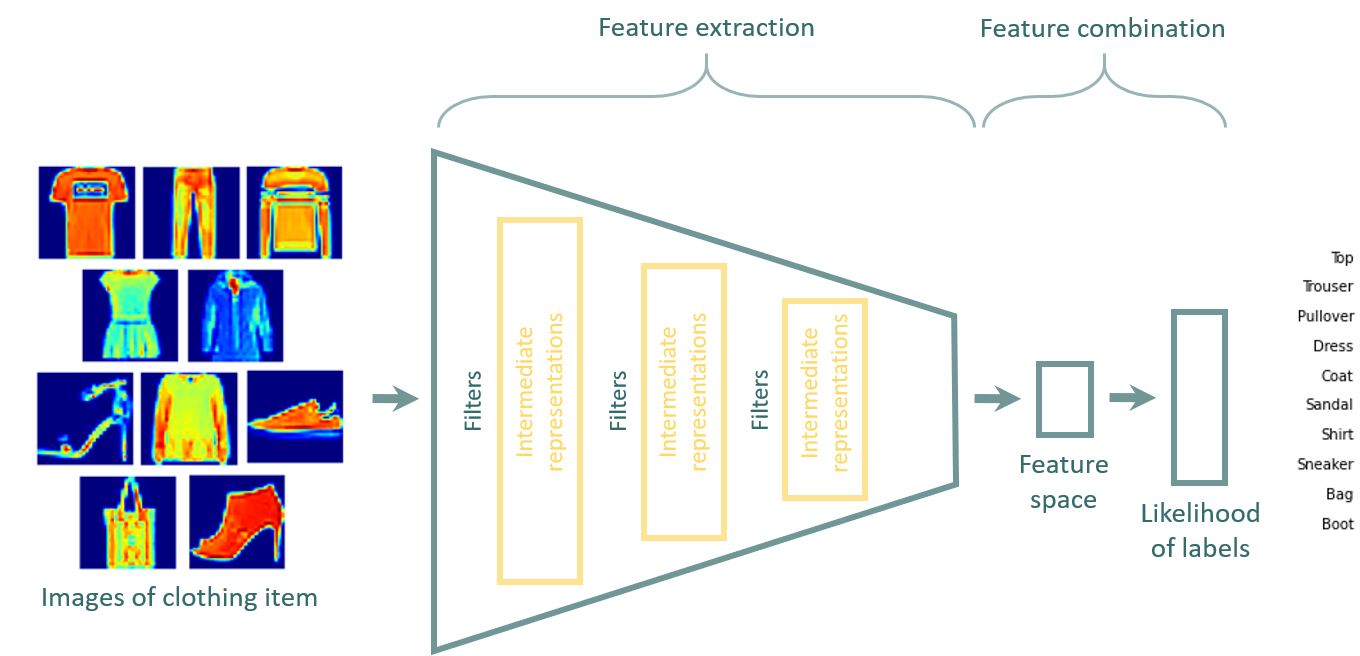 Feature extraction
Feature combination
Filters
Intermediate
representations
Filters
Intermediate
representations
Filters
Intermediate
representations
Feature
space
Likelihood
of labels
Top
Trouser
Pullover
Dress
Coat
Sandal
Shirt
Sneaker
Bag
Boot
Images of clothing item